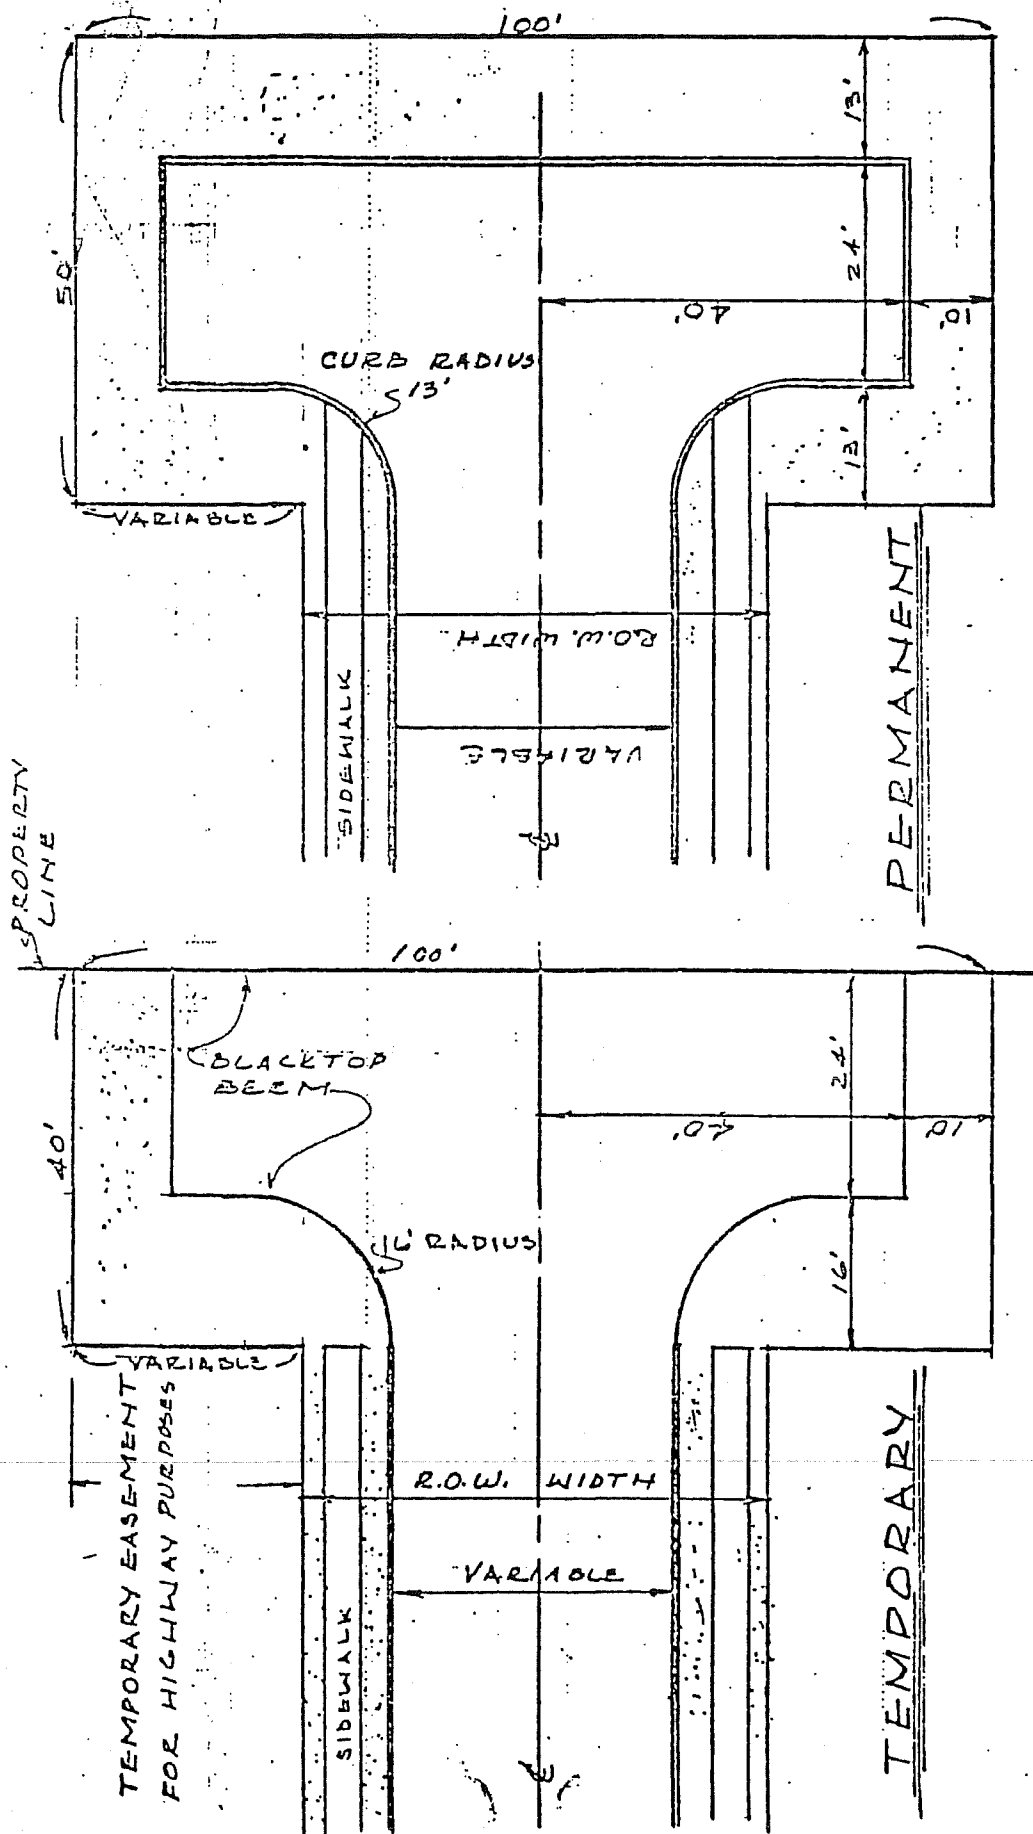 100'
13'
50'
24'
40'
10'
CURB RADIUS
13'
13'
VARIABLE
R.O.W. WIDTH
SIDEWALK
VARIABLE
PERMANENT
PROPERTY
LINE
100'
BLACKTOP
BERM
24'
40'
40'
10
16' RADIUS
16'
VARIABLE
TEMPORARY EASEMENT
FOR HIGHWAY PURPOSES
R.O.W. WIDTH
VARIABLE
SIDEWALK
TEMPORARY